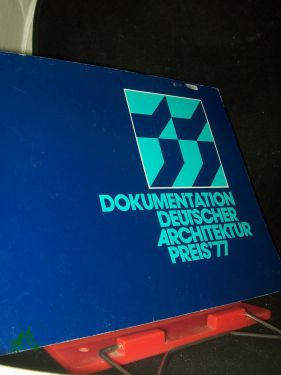 DOKUMENTATION
DEUTSCHER
ARCHITEKTUR
PREIS'77